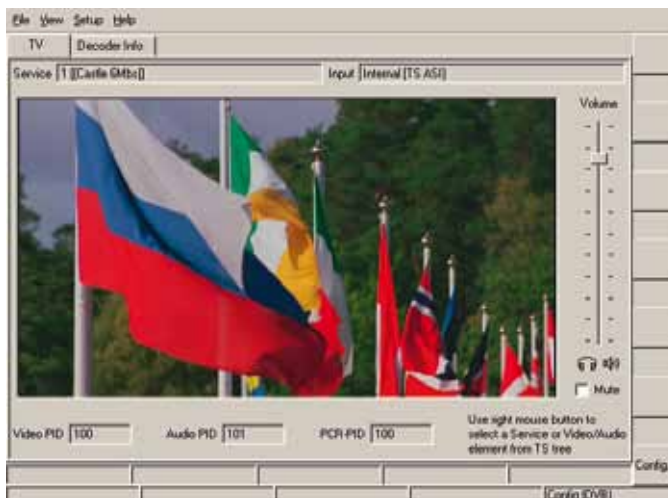 File View Setup Help
TV Decoder Info
Service 1 [(Castle 6Mbs)] Input Internal [TS ASI]
Volume
Mute
Video PID 100 Audio PID 101 PCR-PID 100
Use right mouse button to
select a Service or Video/Audio
element from TS tree
Config
Config (DVB)